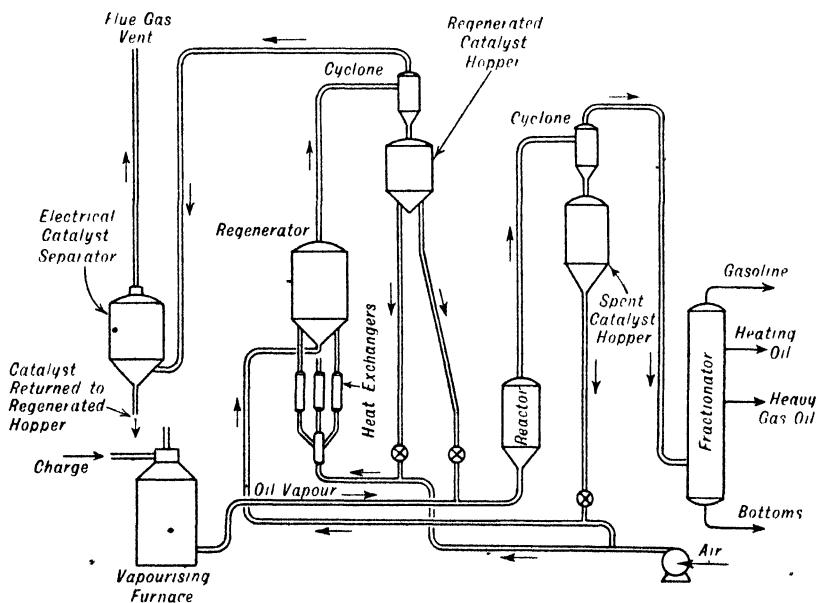 Flue Gas
Vent
Regenerated
Catalyst
Hopper
Cyclone
Cyclone
Electrical
Catalyst
Separator
Regenerator
Gasoline
Spent
Catalyst
Hopper
Heating
Oil
Heat Exchangers
Catalyst
Returned to
Regenerated
Hopper
Reactor
Fractionator
Heavy
Gas Oil
Charge
Oil Vapour
Bottoms
Air
Vapourising
Furnace